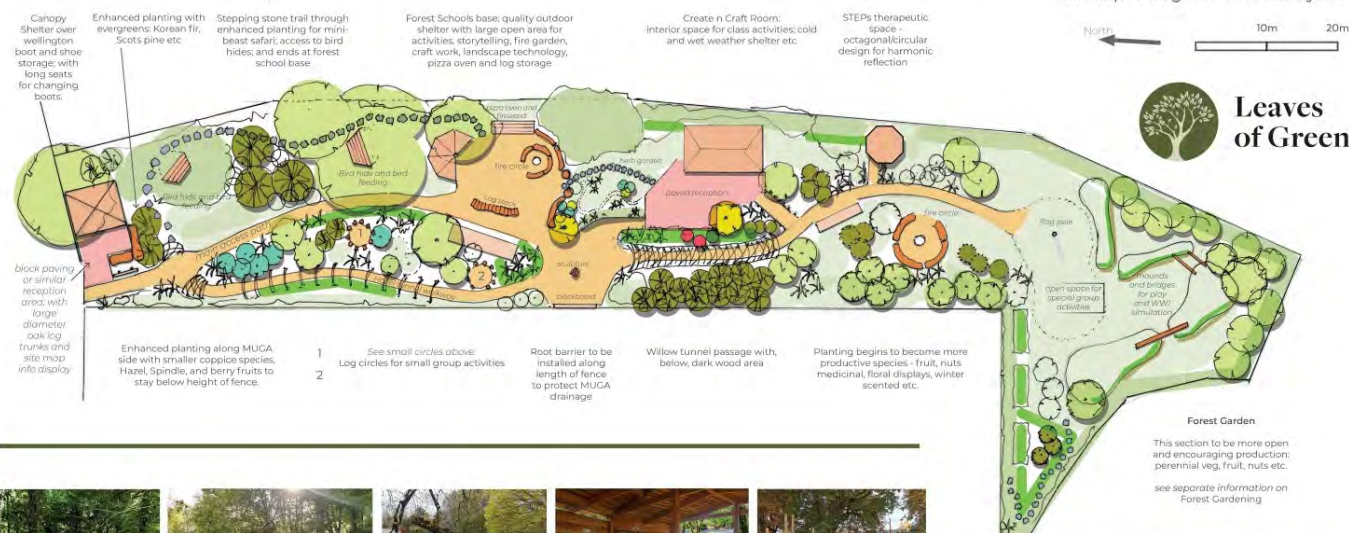 Canopy
Shelter over
wellington
boot and shoe
storage; with
long seats
for changing
boots.
Enhanced planting with
evergreens: Korean fir,
Scots pine etc
Stepping stone trail through
enhanced planting for mini-
beast safari; access to bird
hides; and ends at forest
school base
Forest Schools base: quality outdoor
shelter with large open area for
activities, storytelling, fire garden,
craft work, landscape technology,
pizza oven and log storage
Create n Craft Room:
interior space for class activities; cold
and wet weather shelter etc
STEPs therapeutic
space -
octagonal/circular
design for harmonic
reflection
North
10m
20m
Leaves
of Green
pizza oven and
firewood
fire circle
Bird hide and bird
feeding
Bird hide and bird
feeding
Log stack
herb garden
paved reception
main access path
1
2
sculpture
blackboard
fire circle
flag pole
open space for
special group
activities
mounds
and bridges
for play
and WW1
simulation
block paving
or similar
reception
area; with
large
diameter
oak log
trunks and
site map
info display
Enhanced planting along MUGA
side with smaller coppice species,
Hazel, Spindle, and berry fruits to
stay below height of fence.
1
2
See small circles above:
Log circles for small group activities
Root barrier to be
installed along
length of fence
to protect MUGA
drainage
Willow tunnel passage with,
below, dark wood area
Planting begins to become more
productive species - fruit, nuts
medicinal, floral displays, winter
scented etc.
Forest Garden
This section to be more open
and encouraging production:
perennial veg, fruit, nuts etc.
see separate information on
Forest Gardening